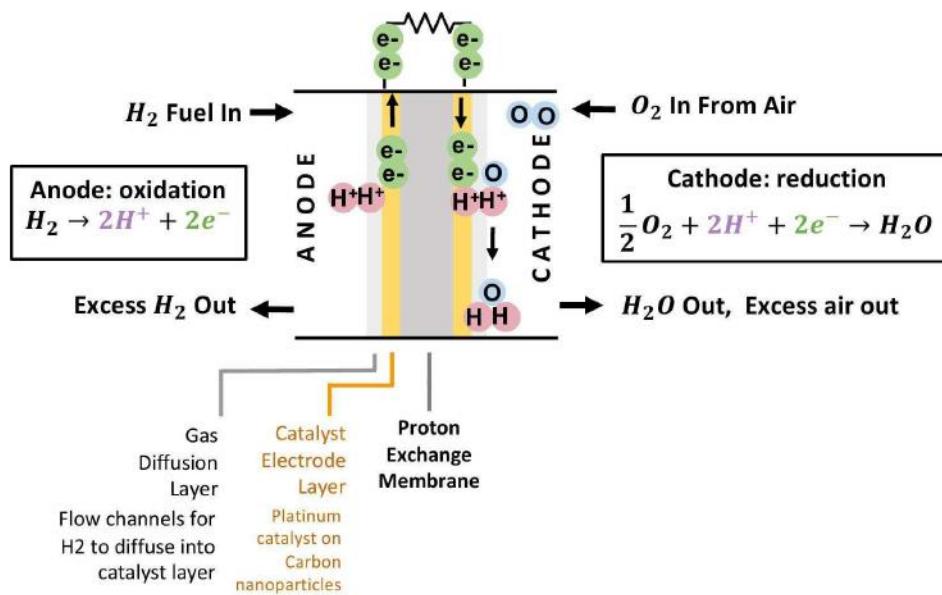 e- e-
e- e-
H₂ Fuel In
O O
O₂ In From Air
e-
e-
e-
e-
O
H⁺H⁺
H⁺H⁺
ANODE
CATHODE
Anode: oxidation
H₂ → 2H⁺ + 2e⁻
Cathode: reduction
1/2 O₂ + 2H⁺ + 2e⁻ → H₂O
Excess H₂ Out
O
H H
H₂O Out, Excess air out
Gas
Diffusion
Layer
Flow channels for
H2 to diffuse into
catalyst layer
Catalyst
Electrode
Layer
Platinum
catalyst on
Carbon
nanoparticles
Proton
Exchange
Membrane